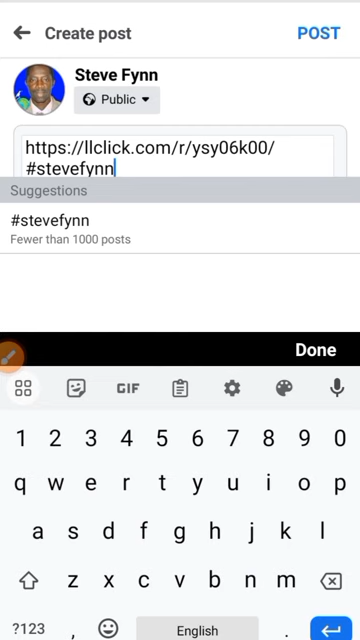 Create post
POST
Steve Fynn
Public
https://llclick.com/r/ysy06k00/
#stevefynn
Suggestions
#stevefynn
Fewer than 1000 posts
Done
GIF
1 2 3 4 5 6 7 8 9 0
q w e r t y u i o p
a s d f g h j k l
z x c v b n m
?123 , English .